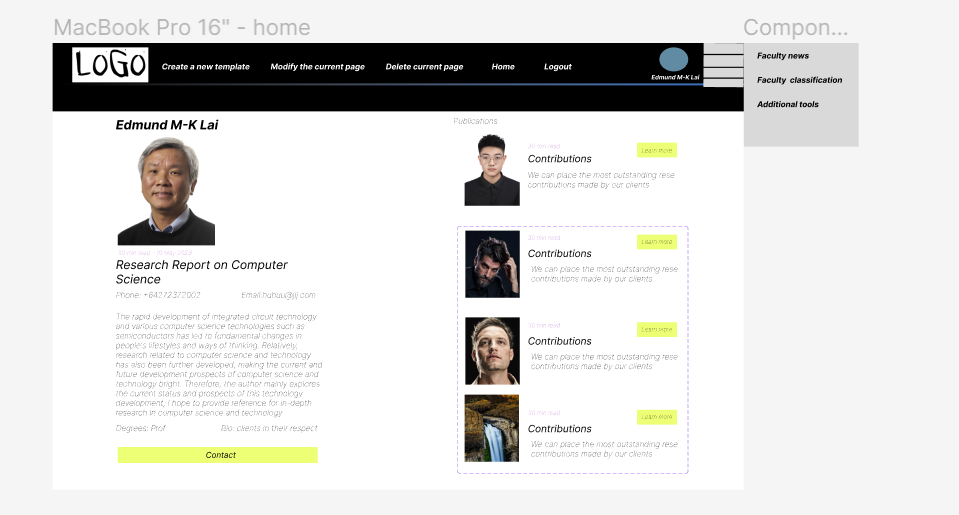 MacBook Pro 16" - home
Compon...
LOGO
Create a new template
Modify the current page
Delete current page
Home
Logout
Edmund M-K Lai
Faculty news
Faculty classification
Additional tools
Edmund M-K Lai
Research Report on Computer
Science
Phone: +64272372002
Email:huhuu@jj.com
The rapid development of integrated circuit technology
and various computer science technologies such as
semiconductors has led to fundamental changes in
people's lifestyles and ways of thinking. Relatively,
research related to computer science and technology
has also been further developed, making the current and
future development prospects of computer science and
technology bright. Therefore, the author mainly explores
the current status and prospects of this technology
development, I hope to provide reference for in-depth
research in computer science and technology
Degrees: Prof
Bio: clients in their respect
Contact
Publications
30 min read
Contributions
Learn more
We can place the most outstanding rese
contributions made by our clients
30 min read
Contributions
Learn more
We can place the most outstanding rese
contributions made by our clients
30 min read
Contributions
Learn more
We can place the most outstanding rese
contributions made by our clients
30 min read
Contributions
Learn more
We can place the most outstanding rese
contributions made by our clients